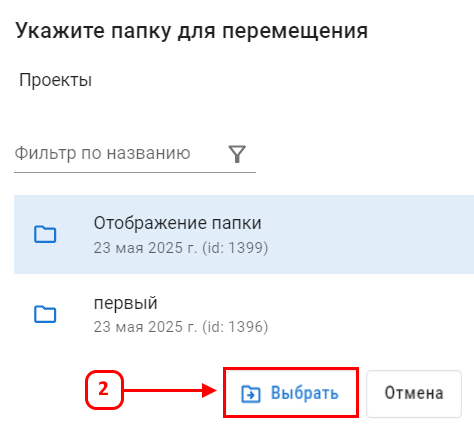 Укажите папку для перемещения
Проекты
Фильтр по названию
Отображение папки
23 мая 2025 г. (id: 1399)
первый
23 мая 2025 г. (id: 1396)
2 Выбрать Отмена